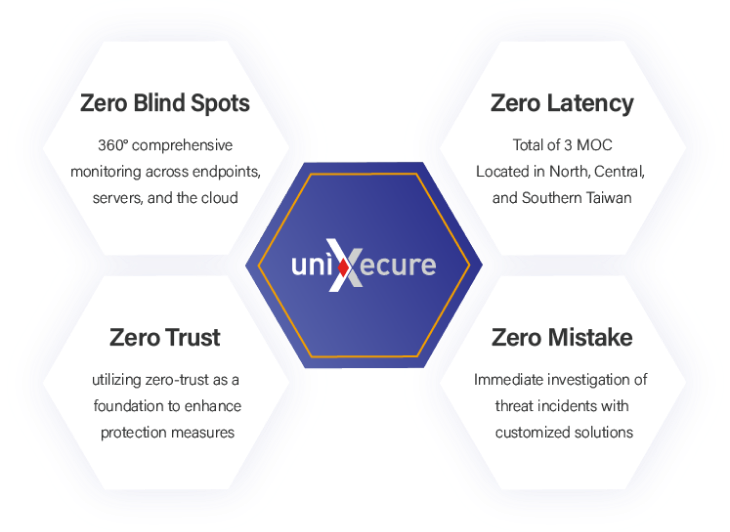 Zero Blind Spots
360° comprehensive
monitoring across endpoints,
servers, and the cloud
Zero Latency
Total of 3 MOC
Located in North, Central,
and Southern Taiwan
uniXecure
Zero Trust
utilizing zero-trust as a
foundation to enhance
protection measures
Zero Mistake
Immediate investigation of
threat incidents with
customized solutions